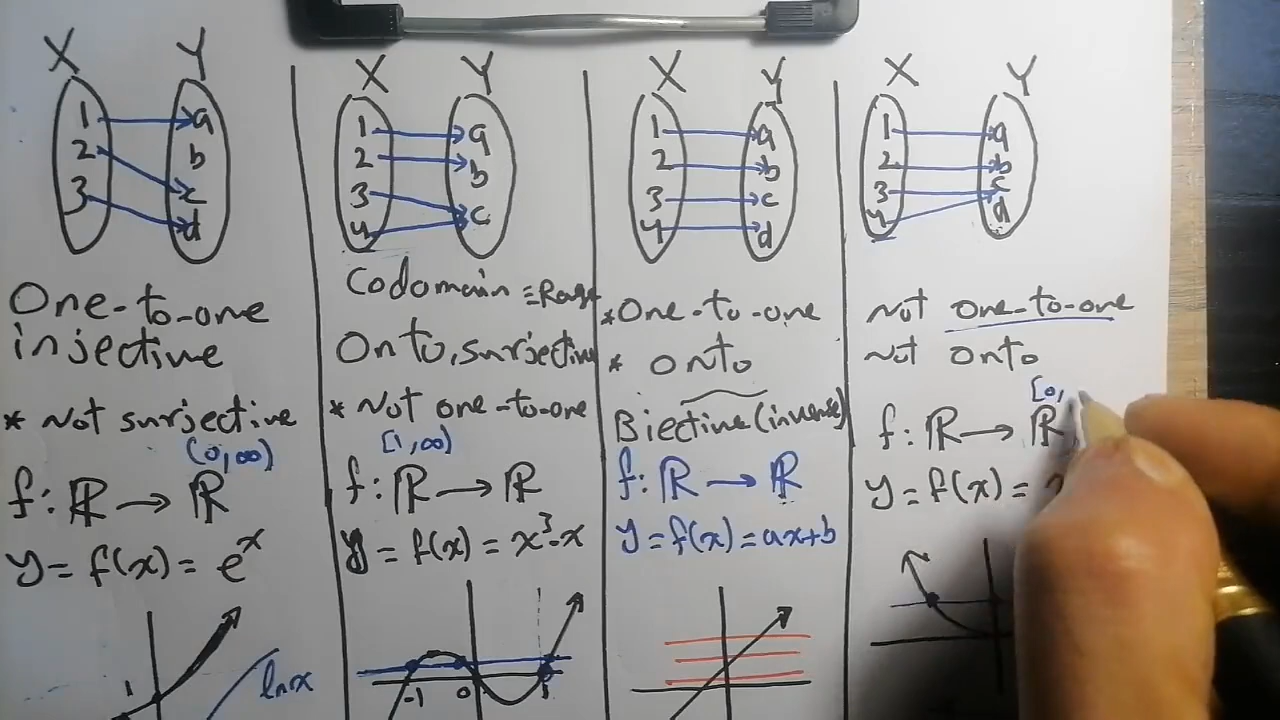 X Y
1 a
2 b
3 c
d
One-to-one
injective
* Not surjective
(0,∞)
f: ℝ → ℝ
y = f(x) = e^x
1
ln x
X Y
1 a
2 b
3 c
4
Codomain = Range
Onto, surjective
* Not one-to-one
[1,∞)
f: ℝ → ℝ
y = f(x) = x³-x
-1 0 1
X Y
1 a
2 b
3 c
4 d
* One-to-one
* onto
Biective (inverse)
f: ℝ → ℝ
y = f(x) = ax+b
X Y
1 a
2 b
3 c
4 d
Not one-to-one
Not onto
[0,
f: ℝ → ℝ
y = f(x) =